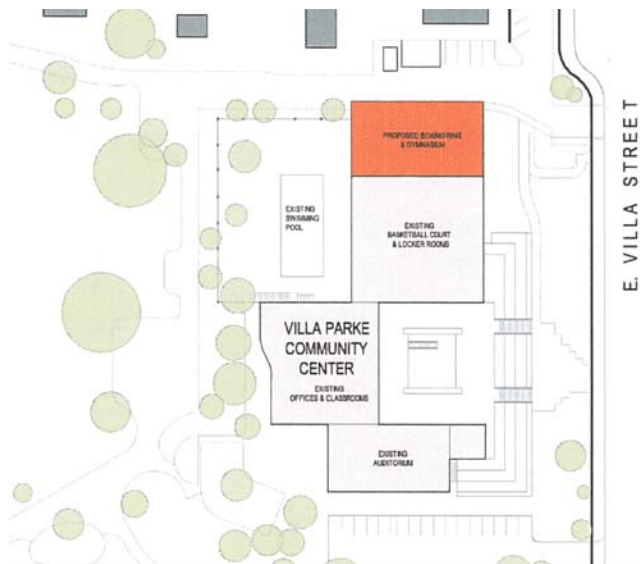 PROPOSED BOXING RING
& GYMNASIUM
EXISTING
SWIMMING
POOL
EXISTING
BASKETBALL COURT
& LOCKER ROOMS
VILLA PARKE
COMMUNITY
CENTER
EXISTING
OFFICES & CLASSROOMS
EXISTING
AUDITORIUM
E. VILLA STREET